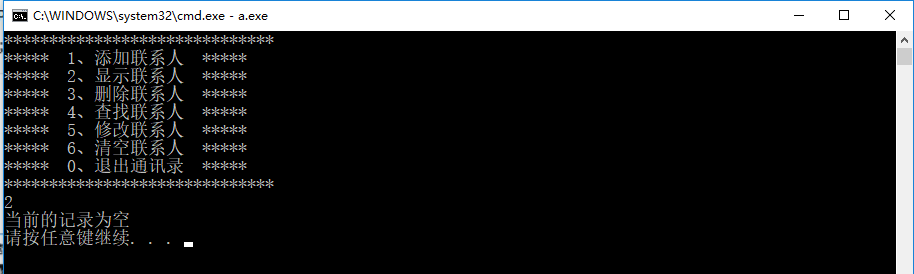 C:\WINDOWS\system32\cmd.exe - a.exe
******************************
*****  1、添加联系人  *****
*****  2、显示联系人  *****
*****  3、删除联系人  *****
*****  4、查找联系人  *****
*****  5、修改联系人  *****
*****  6、清空联系人  *****
*****  0、退出通讯录  *****
******************************
2
当前的记录为空
请按任意键继续. . .